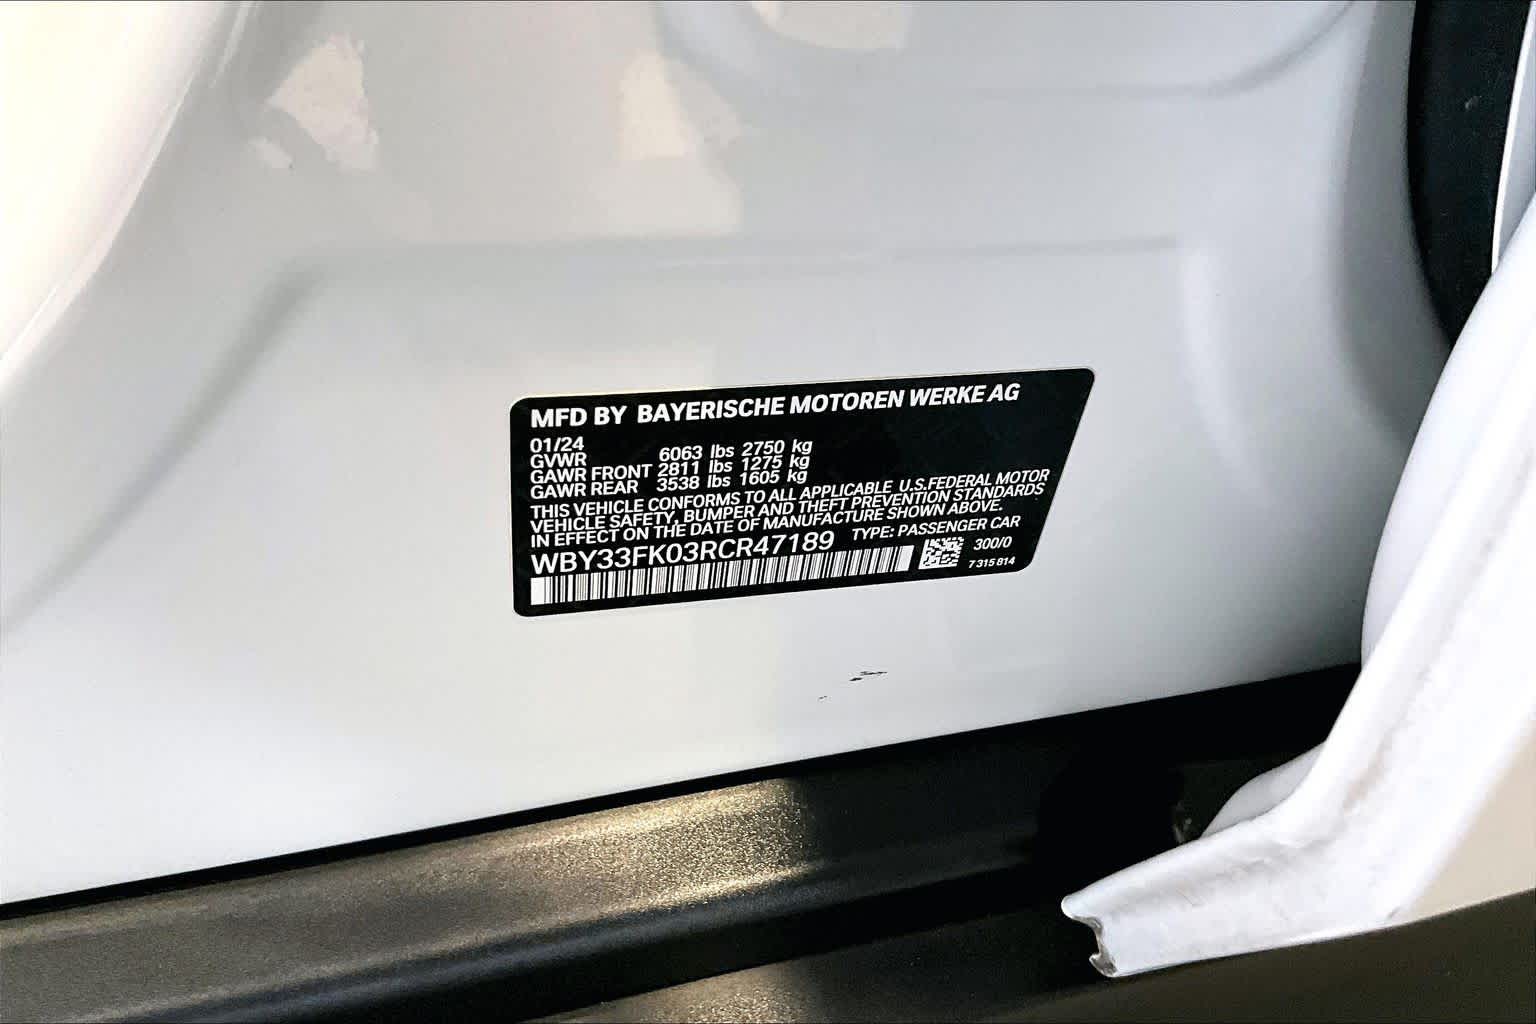 MFD BY BAYERISCHE MOTOREN WERKE AG
01/24
GVWR 6063 lbs 2750 kg
GAWR FRONT 2811 lbs 1275 kg
GAWR REAR 3538 lbs 1605 kg
THIS VEHICLE CONFORMS TO ALL APPLICABLE U.S.FEDERAL MOTOR
VEHICLE SAFETY, BUMPER AND THEFT PREVENTION STANDARDS
IN EFFECT ON THE DATE OF MANUFACTURE SHOWN ABOVE.
WBY33FK03RCR47189 TYPE: PASSENGER CAR
300/0
7 315 814